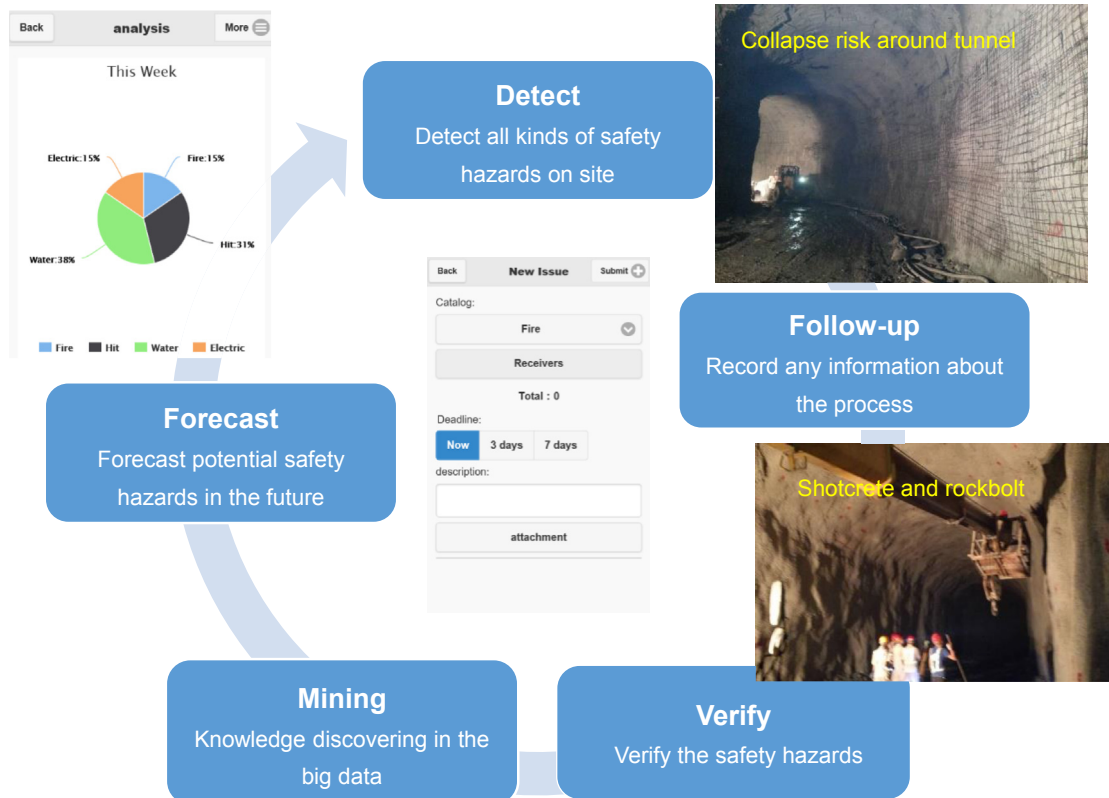 Back
analysis
More
This Week
Electric:15%
Fire:15%
Hit:31%
Water:38%
Fire
Hit
Water
Electric
Detect
Detect all kinds of safety
hazards on site
Collapse risk around tunnel
Back
New Issue
Submit
Catalog:
Fire
Receivers
Total : 0
Deadline:
Now
3 days
7 days
description:
attachment
Follow-up
Record any information about
the process
Forecast
Forecast potential safety
hazards in the future
Shotcrete and rockbolt
Mining
Knowledge discovering in the
big data
Verify
Verify the safety hazards